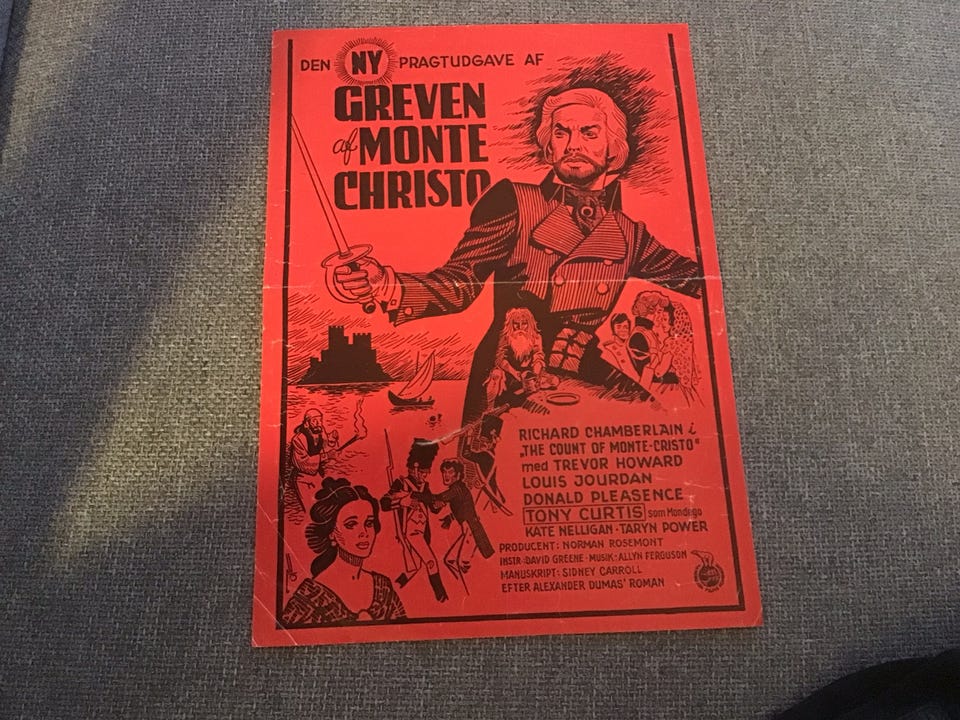 DEN NY PRAGTUDGAVE AF
GREVEN
af MONTE
CHRISTO
RICHARD CHAMBERLAIN i
„THE COUNT OF MONTE-CRISTO"
med TREVOR HOWARD
LOUIS JOURDAN
DONALD PLEASENCE
TONY CURTIS som Mondego
KATE NELLIGAN · TARYN POWER
PRODUCENT: NORMAN ROSEMONT
INSTR: DAVID GREENE · MUSIK: ALLYN FERGUSON
MANUSKRIPT: SIDNEY CARROLL
EFTER ALEXANDER DUMAS' ROMAN